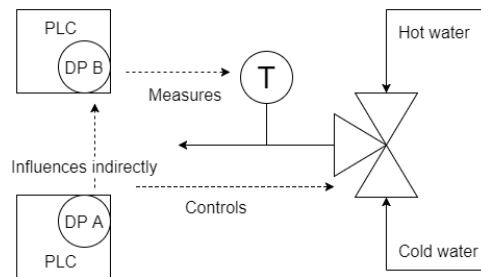 PLC
DP B
Measures
T
Hot water
Influences indirectly
DP A
PLC
Controls
Cold water